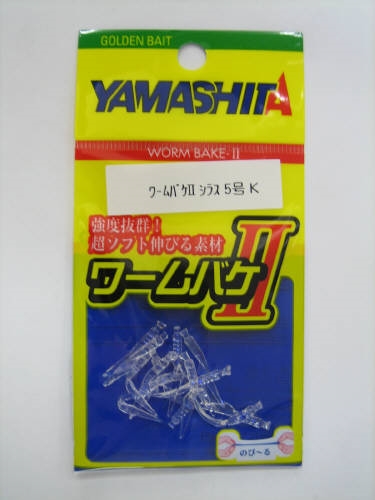 GOLDEN BAIT
YAMASHITA
WORM BAKE-II
ワームバケII シラス 5号 K
強度抜群!
超ソフト伸びる素材
ワームバケII
のび〜る